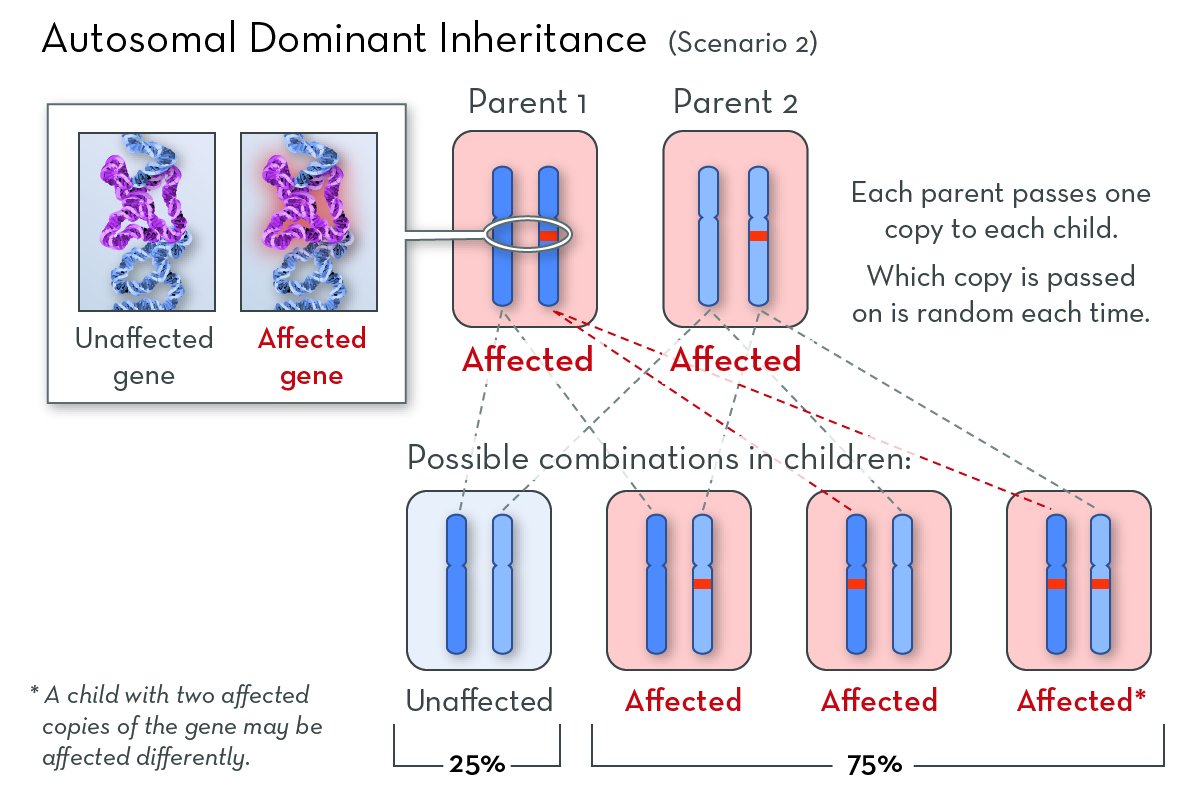 Autosomal Dominant Inheritance (Scenario 2)
Parent 1
Parent 2
Unaffected
gene
Affected
gene
Affected
Affected
Each parent passes one
copy to each child.
Which copy is passed
on is random each time.
Possible combinations in children:
Unaffected
Affected
Affected
Affected*
25%
75%
* A child with two affected
copies of the gene may be
affected differently.